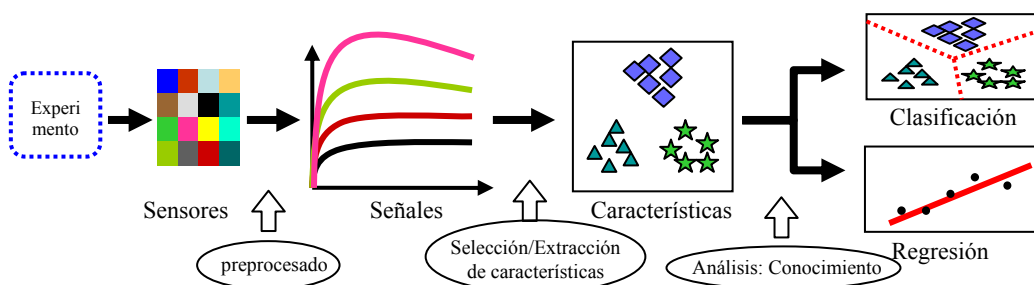 Experi
mento
Sensores
preprocesado
Señales
Selección/Extracción
de características
Características
Análisis: Conocimiento
Clasificación
Regresión